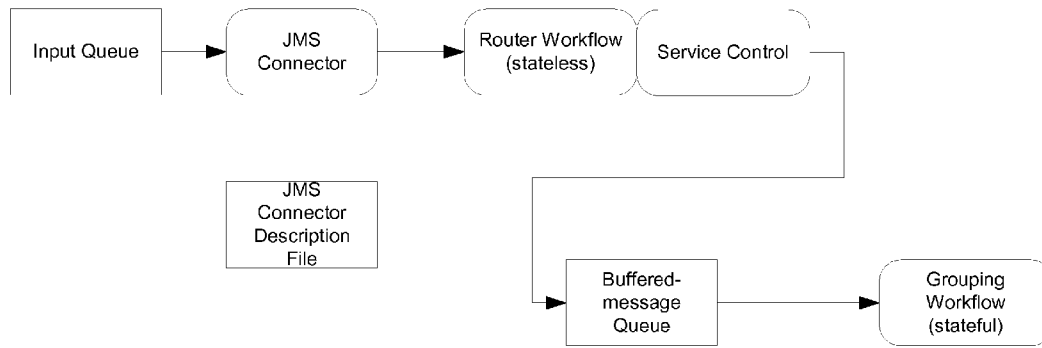 Input Queue
JMS
Connector
Router Workflow
(stateless)
Service Control
JMS
Connector
Description
File
Buffered-
message
Queue
Grouping
Workflow
(stateful)